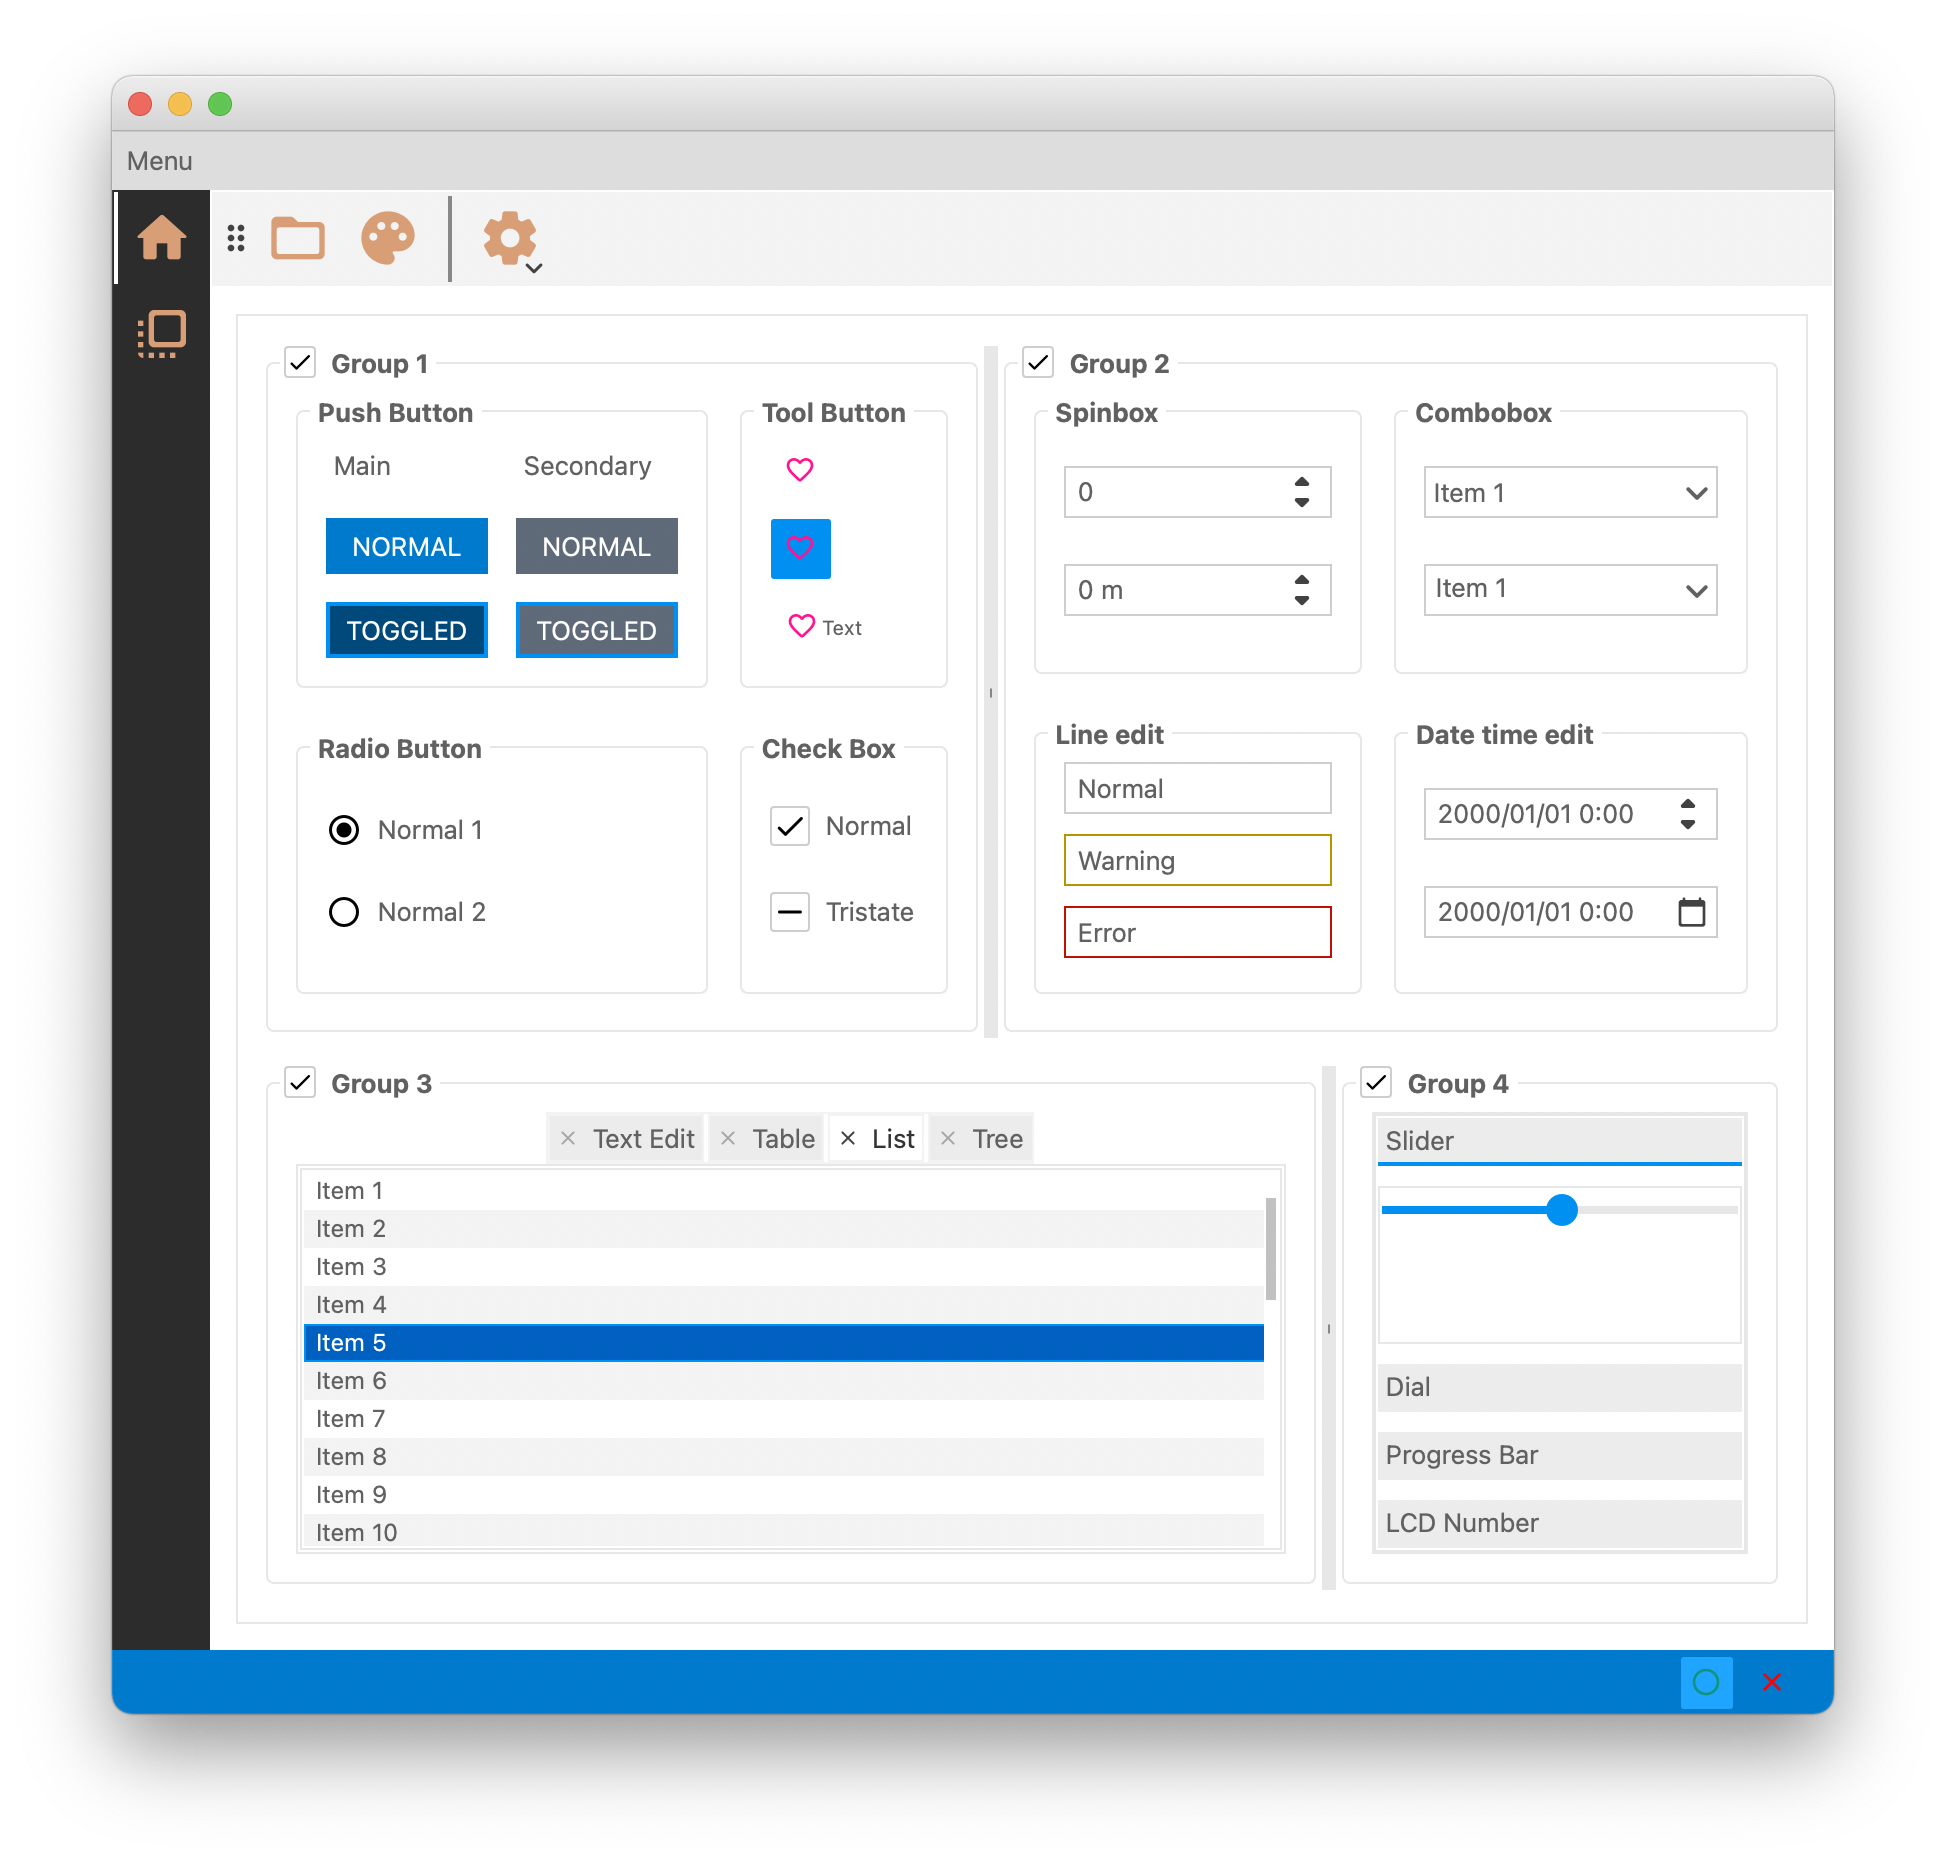 Menu
Group 1
Push Button
Main Secondary
NORMAL NORMAL
TOGGLED TOGGLED
Tool Button
Text
Radio Button
Normal 1
Normal 2
Check Box
Normal
Tristate
Group 2
Spinbox
0
0 m
Combobox
Item 1
Item 1
Line edit
Normal
Warning
Error
Date time edit
2000/01/01 0:00
2000/01/01 0:00
Group 3
Text Edit Table List Tree
Item 1
Item 2
Item 3
Item 4
Item 5
Item 6
Item 7
Item 8
Item 9
Item 10
Group 4
Slider
Dial
Progress Bar
LCD Number